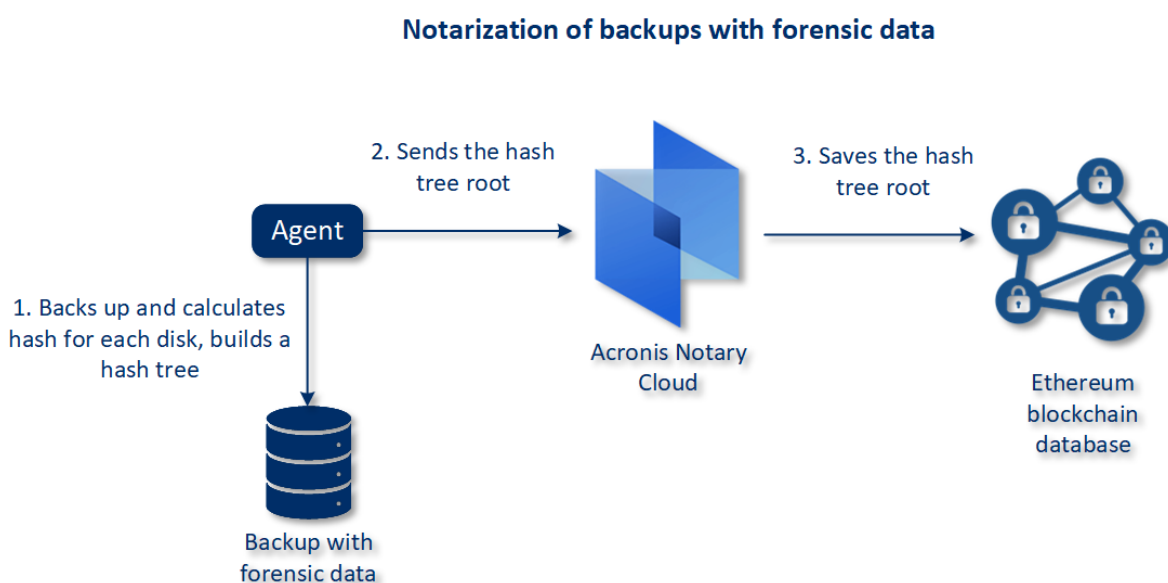 Notarization of backups with forensic data
2. Sends the hash
tree root
3. Saves the hash
tree root
Agent
1. Backs up and calculates
hash for each disk, builds a
hash tree
Acronis Notary
Cloud
Ethereum
blockchain
database
Backup with
forensic data